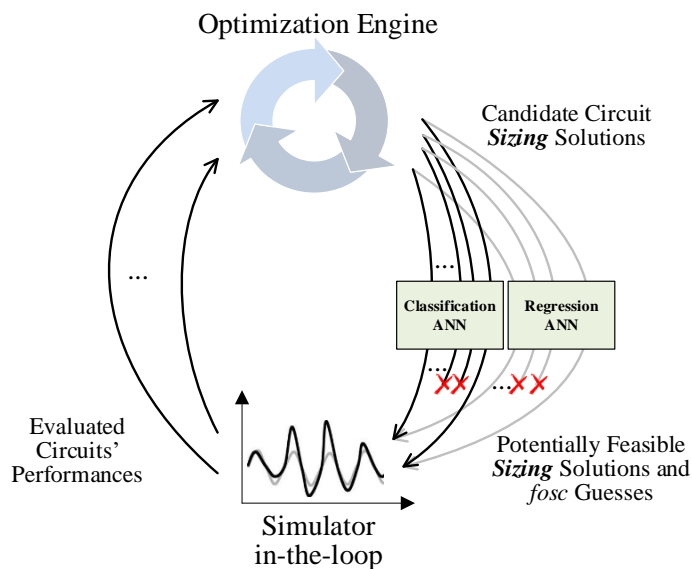 Optimization Engine
Candidate Circuit
Sizing Solutions
...
...
Classification
ANN
Regression
ANN
...
...
Evaluated
Circuits’
Performances
Potentially Feasible
Sizing Solutions and
fosc Guesses
Simulator
in-the-loop